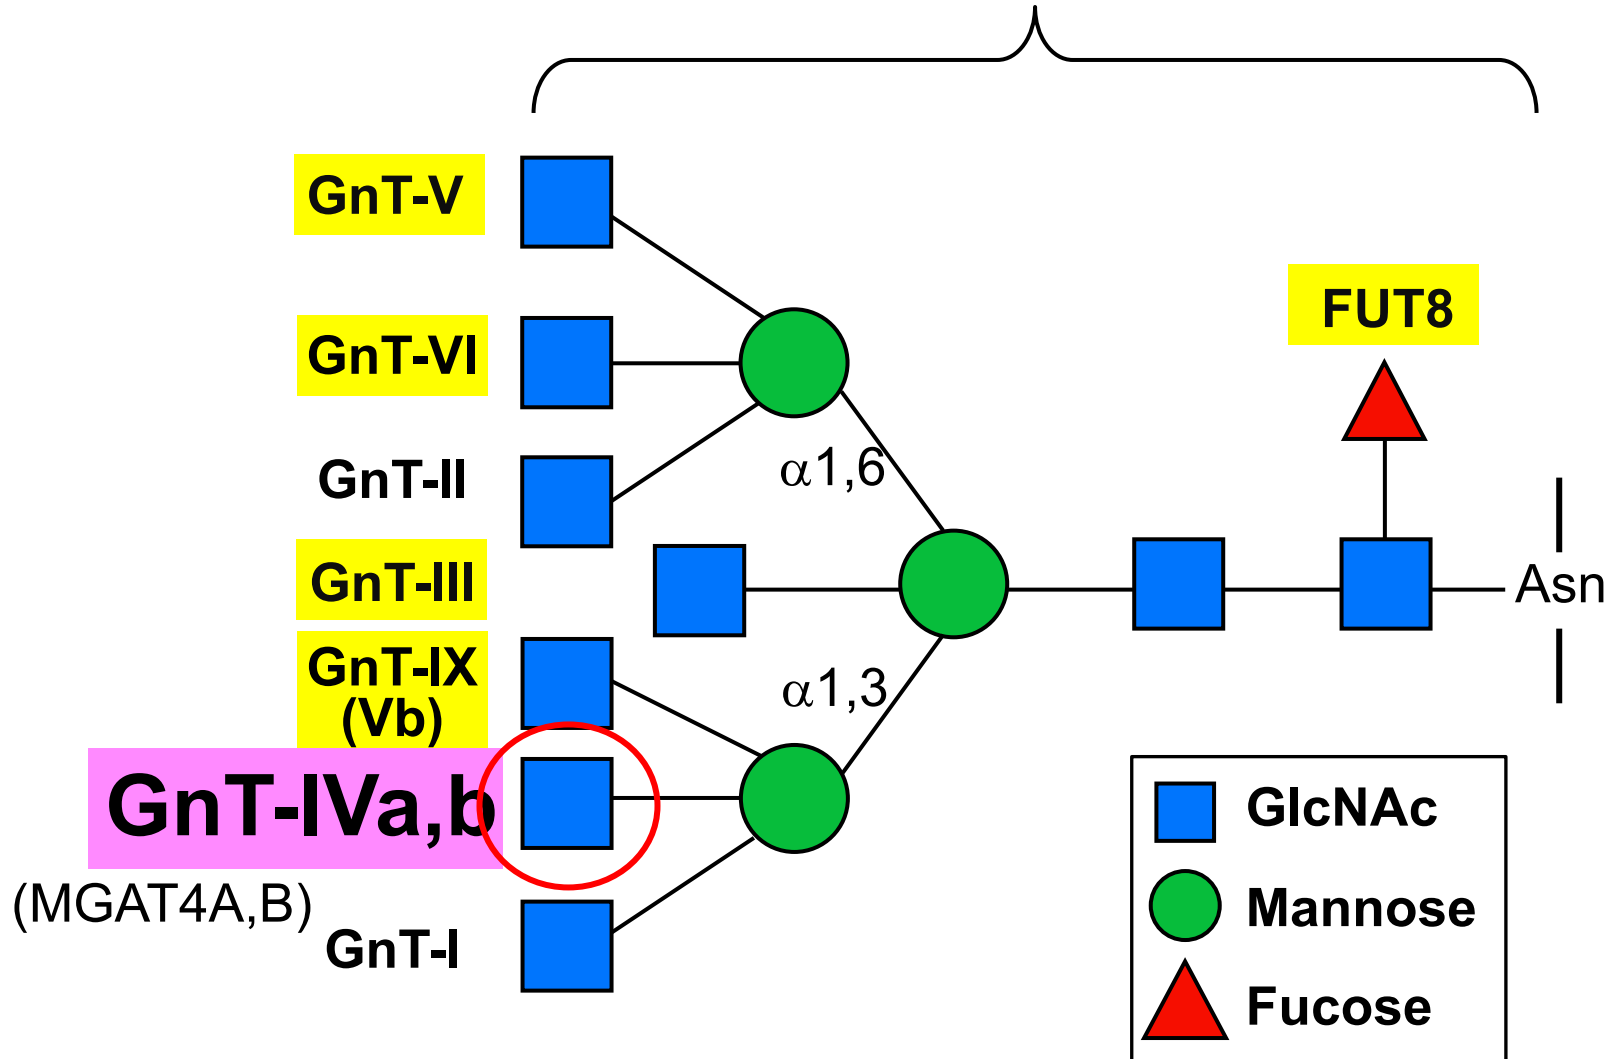 GnT-V
FUT8
GnT-VI
α1,6
GnT-II
GnT-III
Asn
GnT-IX
(Vb)
α1,3
GnT-IVa,b
(MGAT4A,B)
GnT-I
GlcNAc
Mannose
Fucose